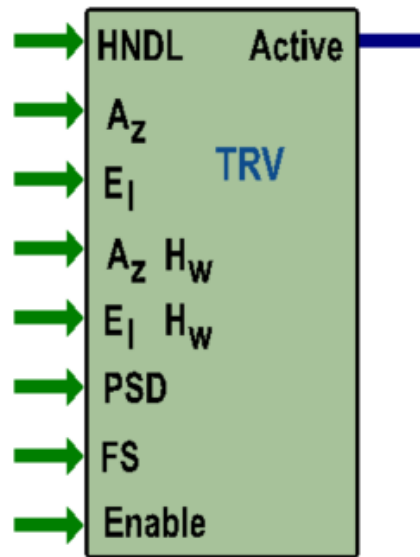 HNDL Active
Az
TRV
El
Az Hw
El Hw
PSD
FS
Enable